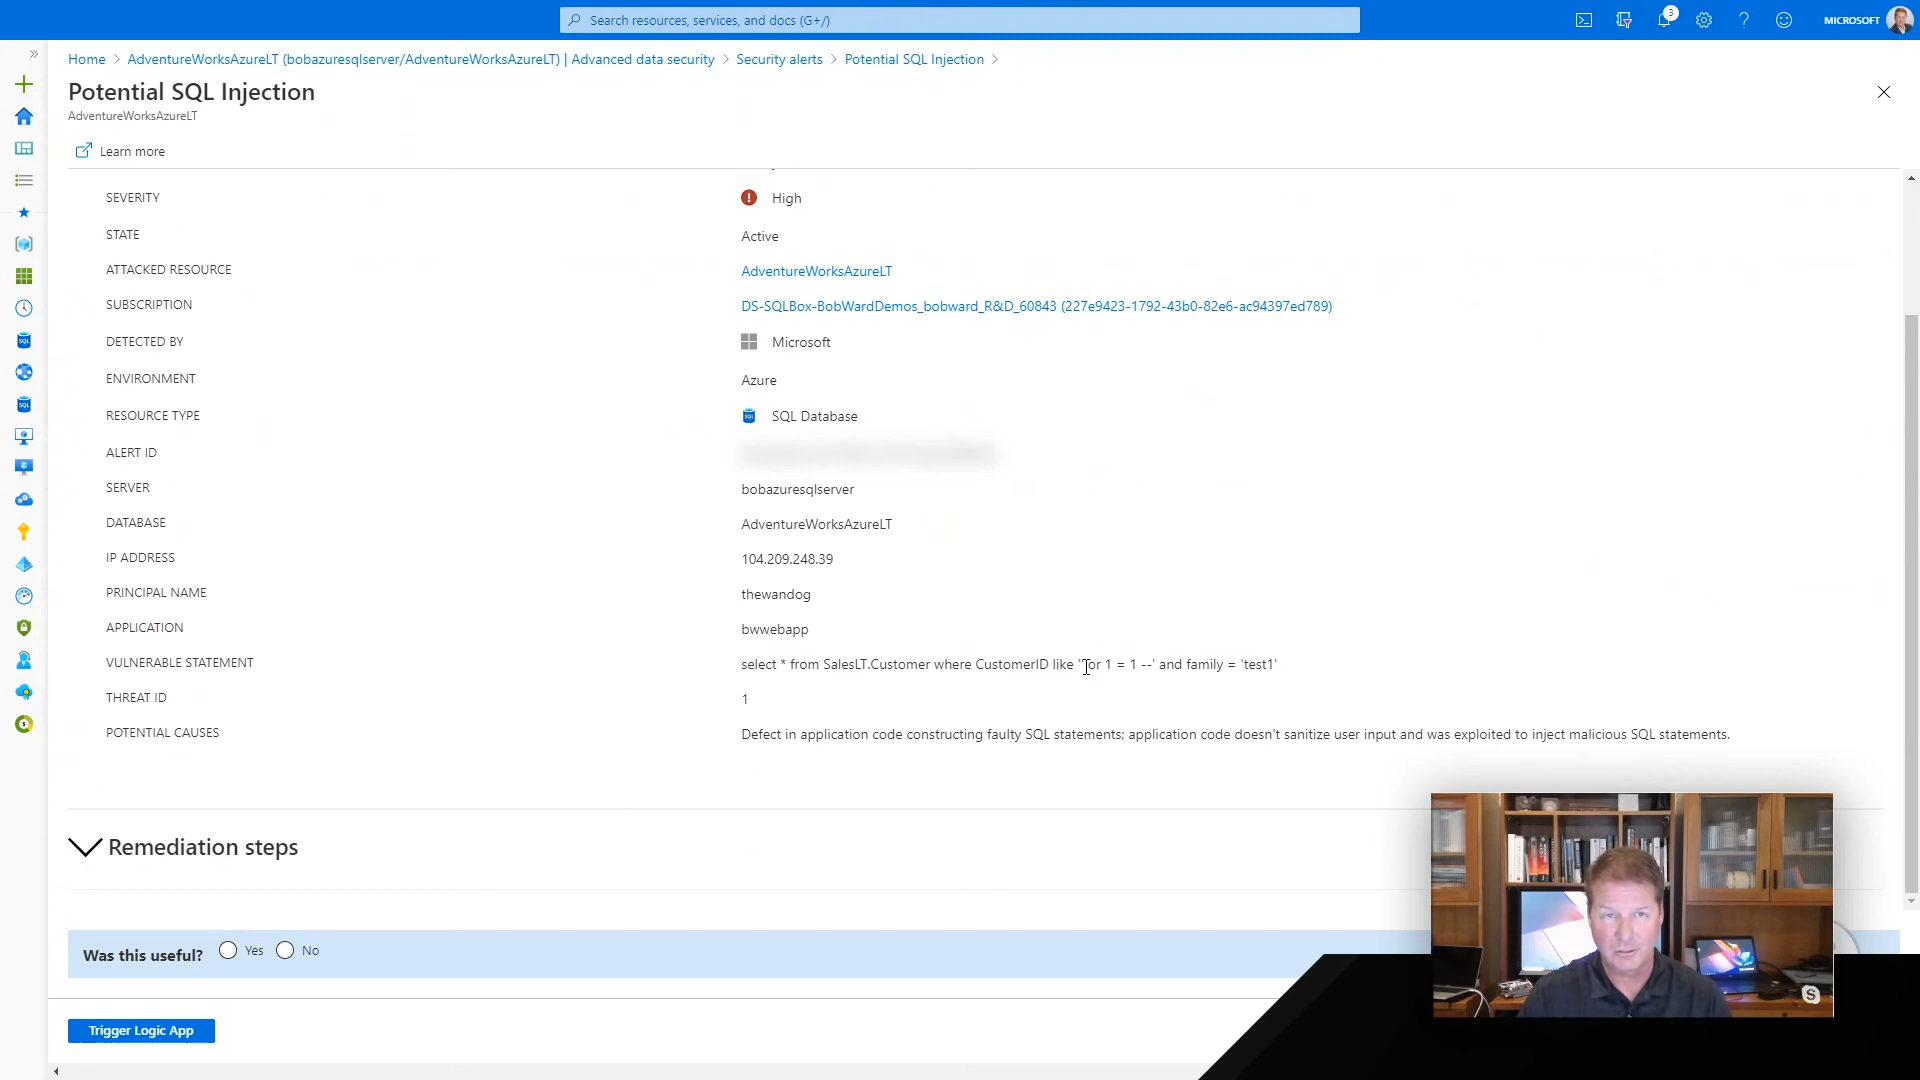 Search resources, services, and docs (G+/)
3
MICROSOFT
Home > AdventureWorksAzureLT (bobazuresqlserver/AdventureWorksAzureLT) | Advanced data security > Security alerts > Potential SQL Injection >
Potential SQL Injection
AdventureWorksAzureLT
Learn more
SEVERITY High
STATE Active
ATTACKED RESOURCE AdventureWorksAzureLT
SUBSCRIPTION DS-SQLBox-BobWardDemos_bobward_R&D_60843 (227e9423-1792-43b0-82e6-ac94397ed789)
DETECTED BY Microsoft
ENVIRONMENT Azure
RESOURCE TYPE SQL Database
ALERT ID
SERVER bobazuresqlserver
DATABASE AdventureWorksAzureLT
IP ADDRESS 104.209.248.39
PRINCIPAL NAME thewandog
APPLICATION bwwebapp
VULNERABLE STATEMENT select * from SalesLT.Customer where CustomerID like '' or 1 = 1 --' and family = 'test1'
THREAT ID 1
POTENTIAL CAUSES Defect in application code constructing faulty SQL statements; application code doesn't sanitize user input and was exploited to inject malicious SQL statements.
Remediation steps
Was this useful? Yes No
Trigger Logic App